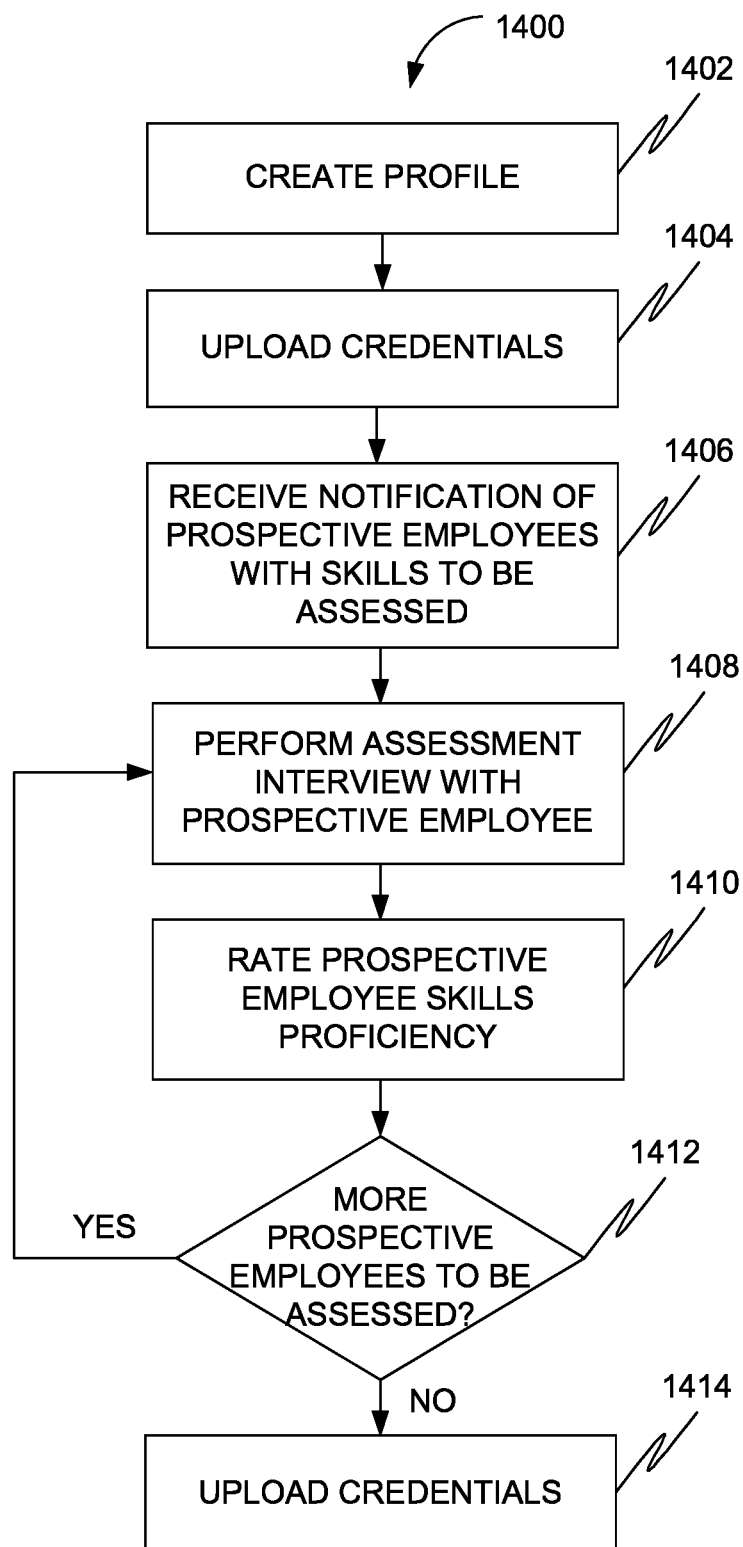 1400
1402
CREATE PROFILE
1404
UPLOAD CREDENTIALS
1406
RECEIVE NOTIFICATION OF
PROSPECTIVE EMPLOYEES
WITH SKILLS TO BE
ASSESSED
1408
PERFORM ASSESSMENT
INTERVIEW WITH
PROSPECTIVE EMPLOYEE
1410
RATE PROSPECTIVE
EMPLOYEE SKILLS
PROFICIENCY
1412
YES
MORE
PROSPECTIVE
EMPLOYEES TO BE
ASSESSED?
NO
1414
UPLOAD CREDENTIALS